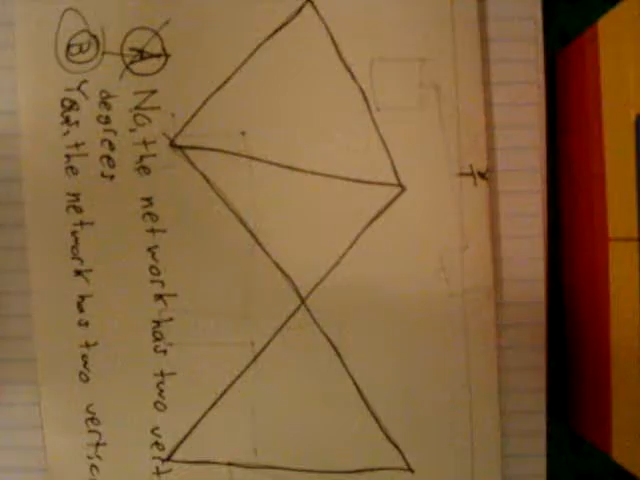 A No, the network has two vert
degrees
B Yes, the network has two vertic